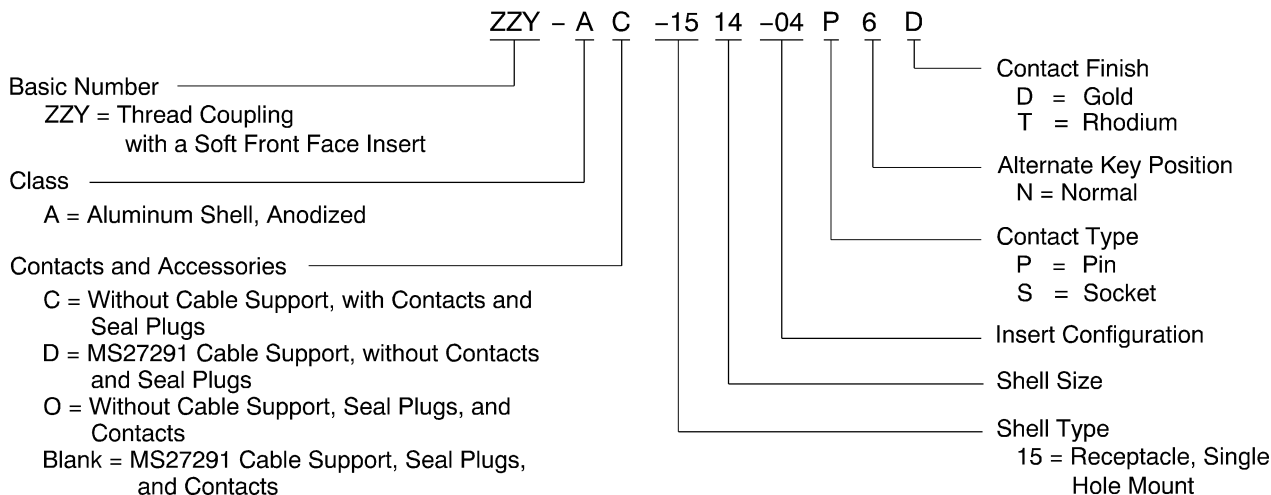 ZZY – A C –15 14 –04 P 6 D
Basic Number
ZZY = Thread Coupling
with a Soft Front Face Insert
Class
A = Aluminum Shell, Anodized
Contacts and Accessories
C = Without Cable Support, with Contacts and
Seal Plugs
D = MS27291 Cable Support, without Contacts
and Seal Plugs
O = Without Cable Support, Seal Plugs, and
Contacts
Blank = MS27291 Cable Support, Seal Plugs,
and Contacts
Contact Finish
D = Gold
T = Rhodium
Alternate Key Position
N = Normal
Contact Type
P = Pin
S = Socket
Insert Configuration
Shell Size
Shell Type
15 = Receptacle, Single
Hole Mount